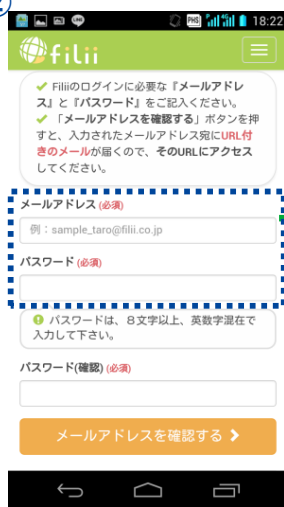 18:22
filii
✔ Filiiのログインに必要な『メールアドレ
ス』と『パスワード』をご記入ください。
✔ 「メールアドレスを確認する」ボタンを押
すと、入力されたメールアドレス宛にURL付
きのメールが届くので、そのURLにアクセス
してください。
メールアドレス (必須)
例：sample_taro@filii.co.jp
パスワード (必須)
パスワードは、８文字以上、英数字混在で
入力して下さい。
パスワード(確認) (必須)
メールアドレスを確認する